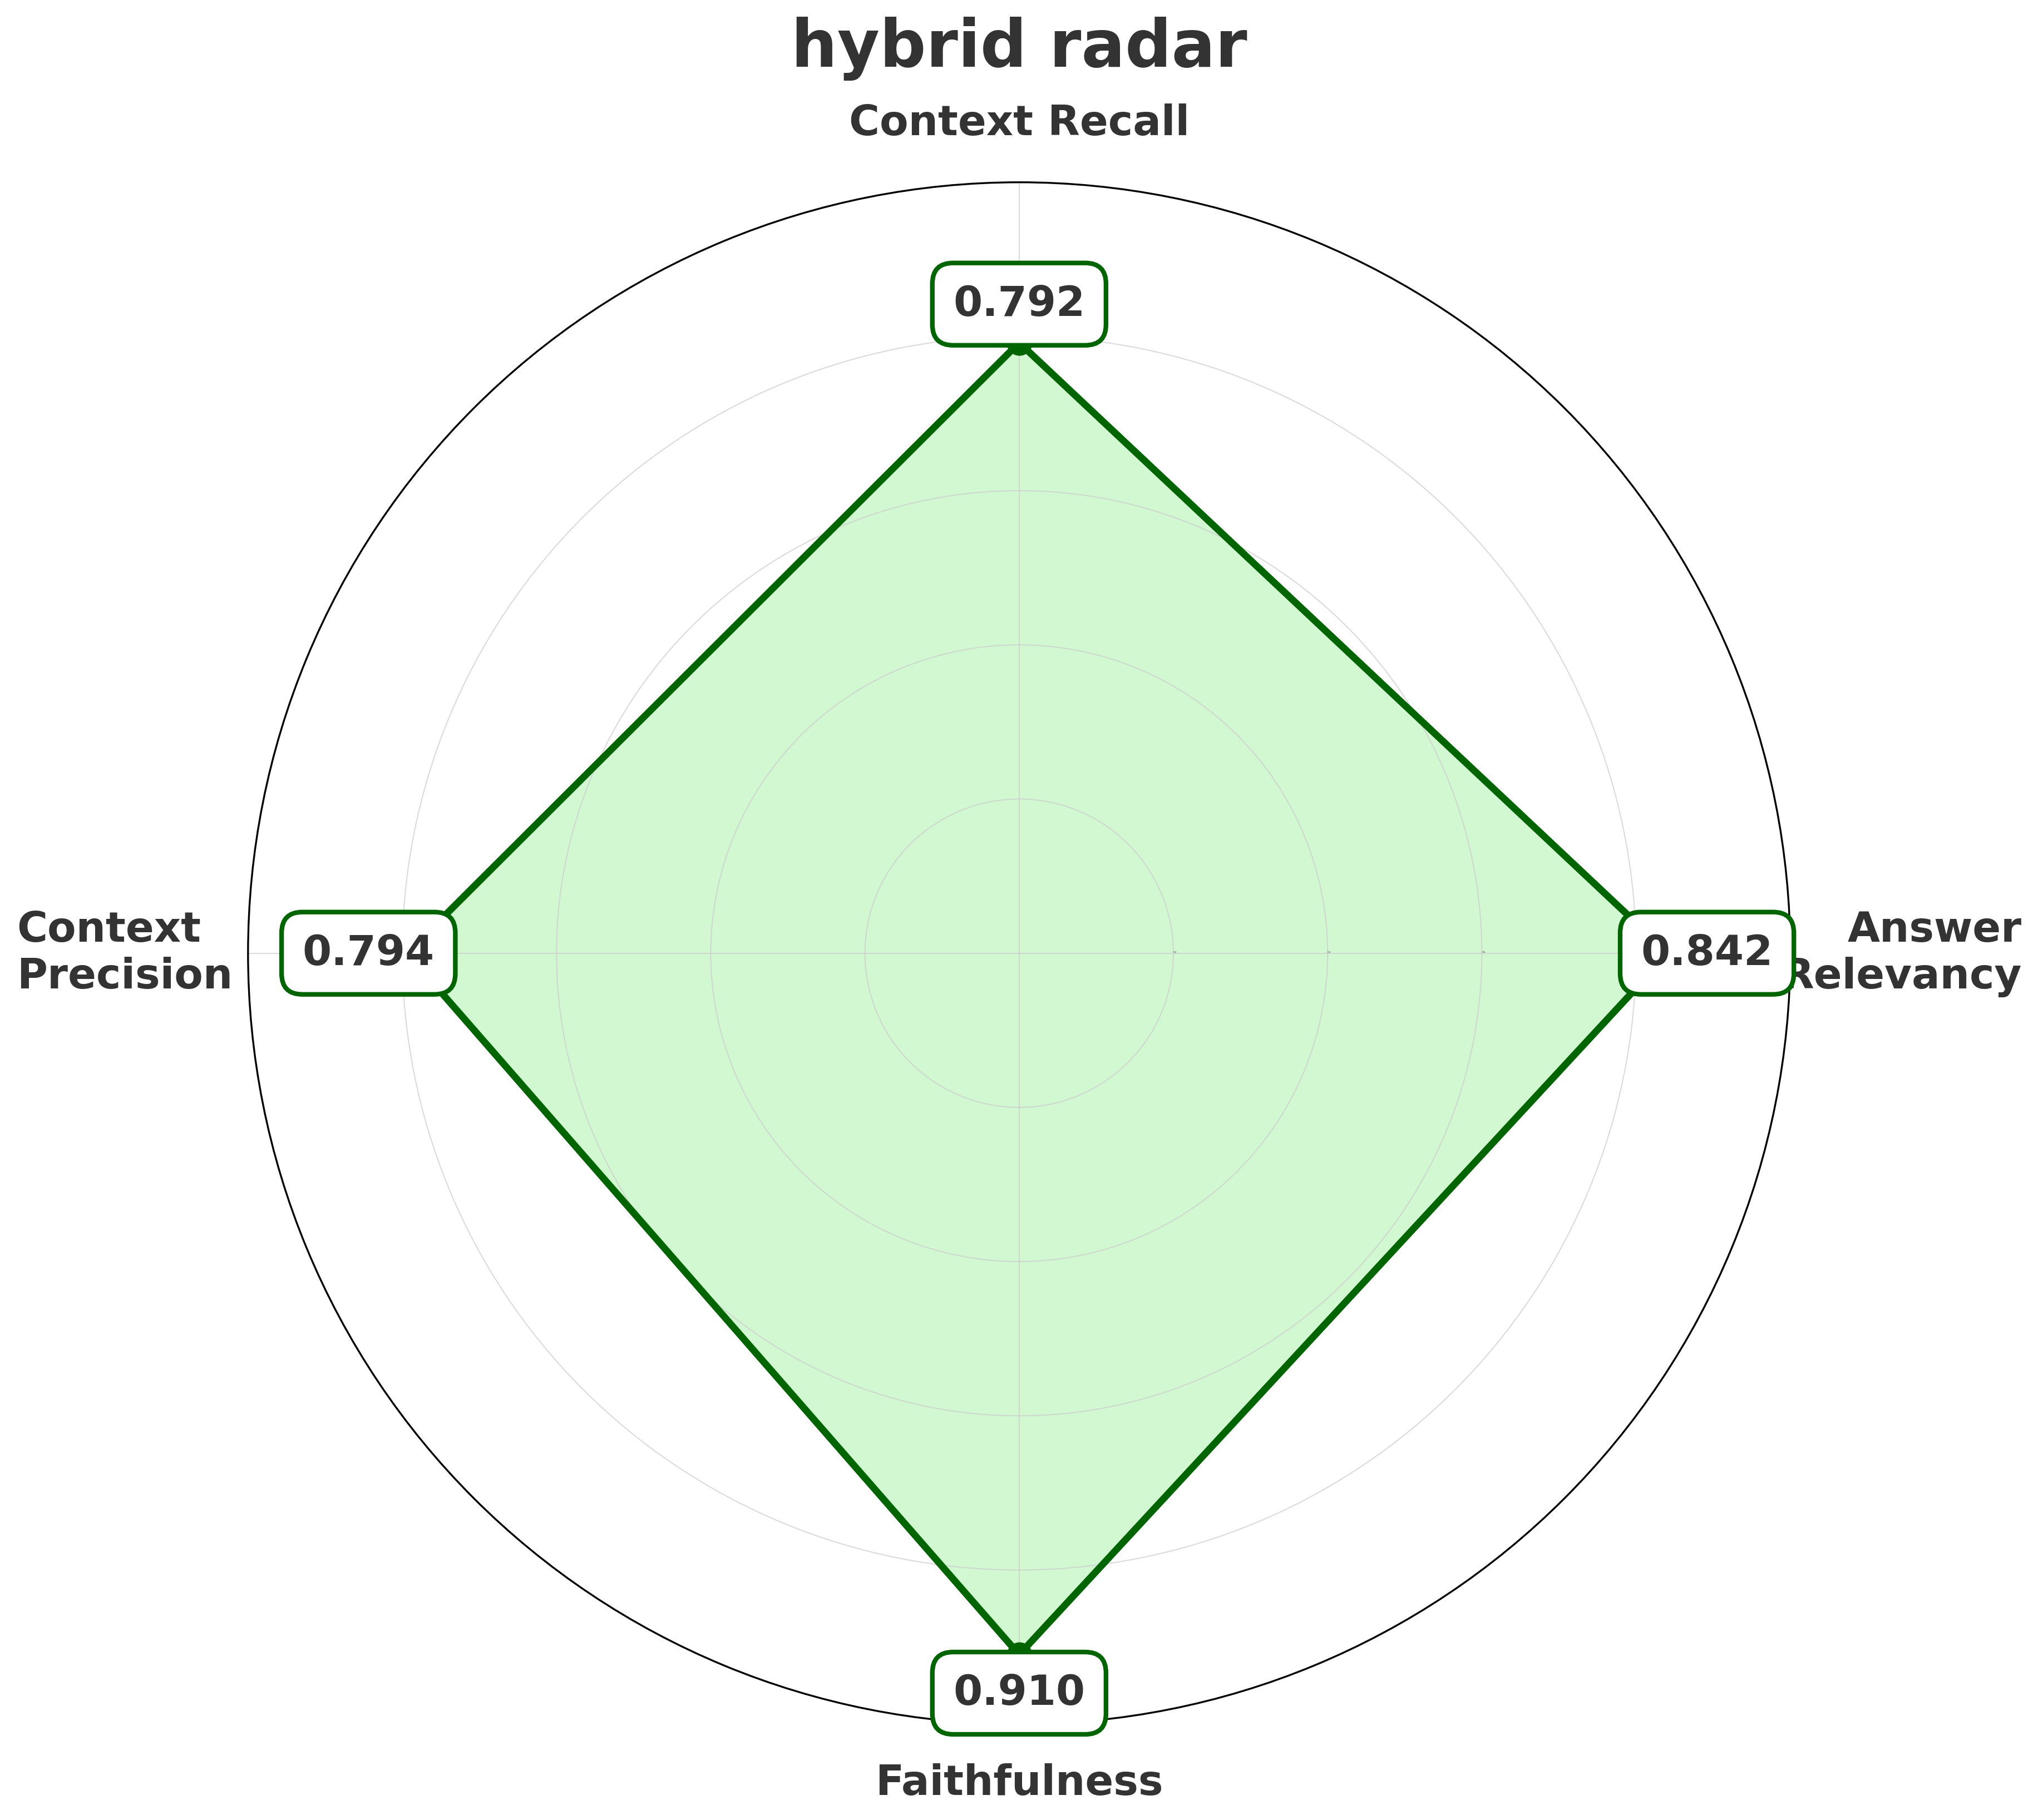 hybrid radar
Context Recall
0.792
Context
Precision
0.794
0.842
Answer
Relevancy
0.910
Faithfulness